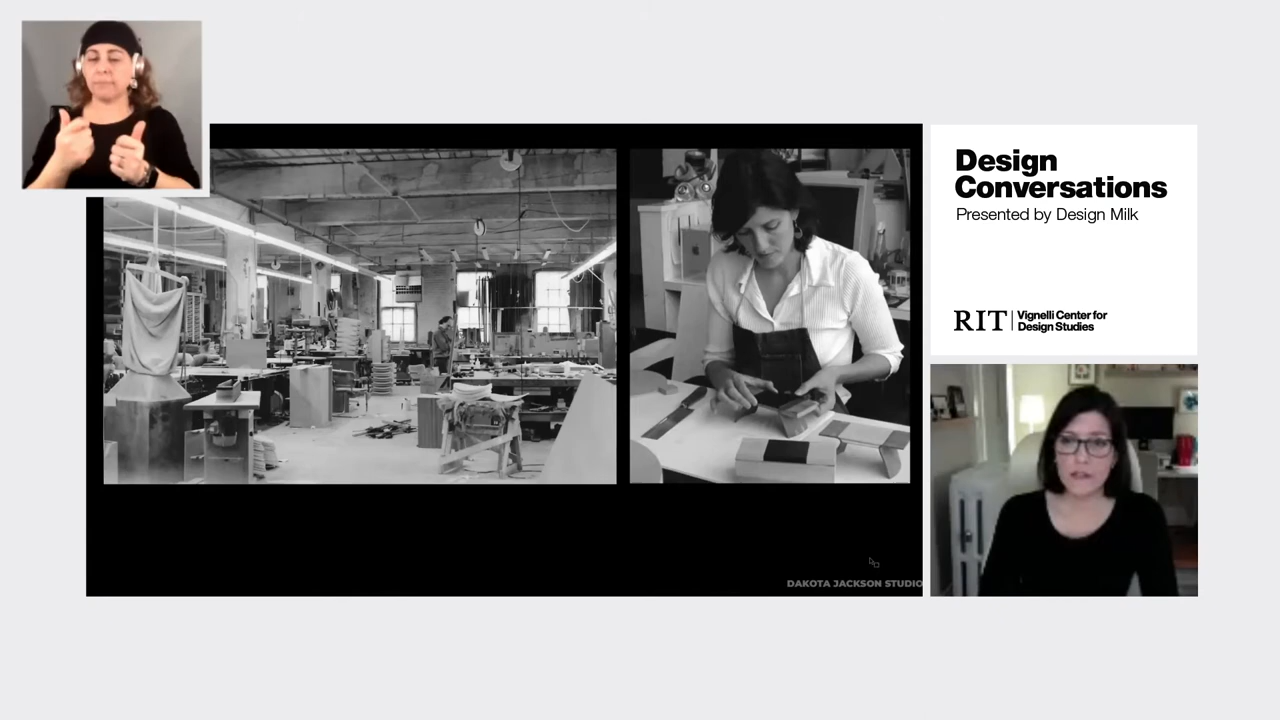 Design
Conversations
Presented by Design Milk
RIT
Vignelli Center for
Design Studies
DAKOTA JACKSON STUDIO